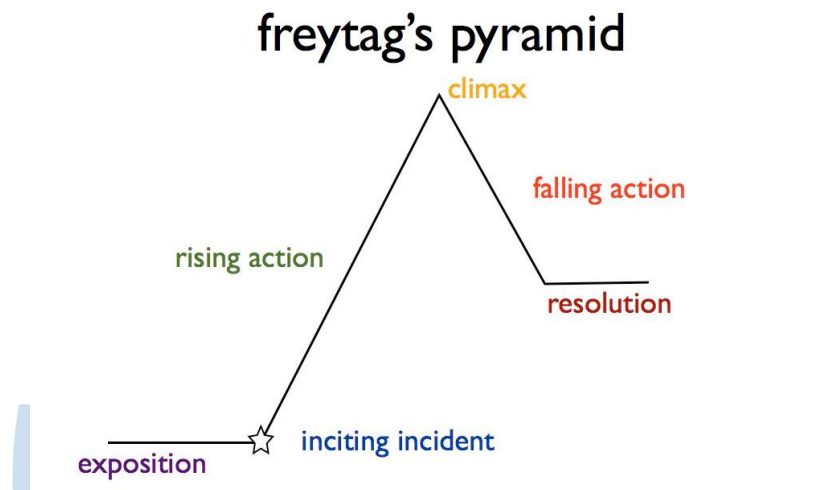 freytag's pyramid
climax
falling action
rising action
resolution
inciting incident
exposition